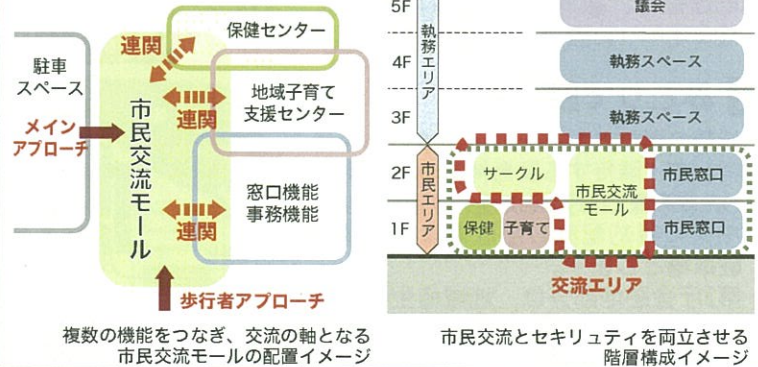 保健センター
連関
駐車
スペース
地域子育て
支援センター
連関
メイン
アプローチ
市民交流モール
窓口機能
事務機能
連関
歩行者アプローチ
複数の機能をつなぎ、交流の軸となる
市民交流モールの配置イメージ
5F
議会
執務エリア
4F
執務スペース
3F
執務スペース
2F
市民エリア
サークル
市民交流
モール
市民窓口
1F
保健
子育て
市民窓口
交流エリア
市民交流とセキリュティを両立させる
階層構成イメージ